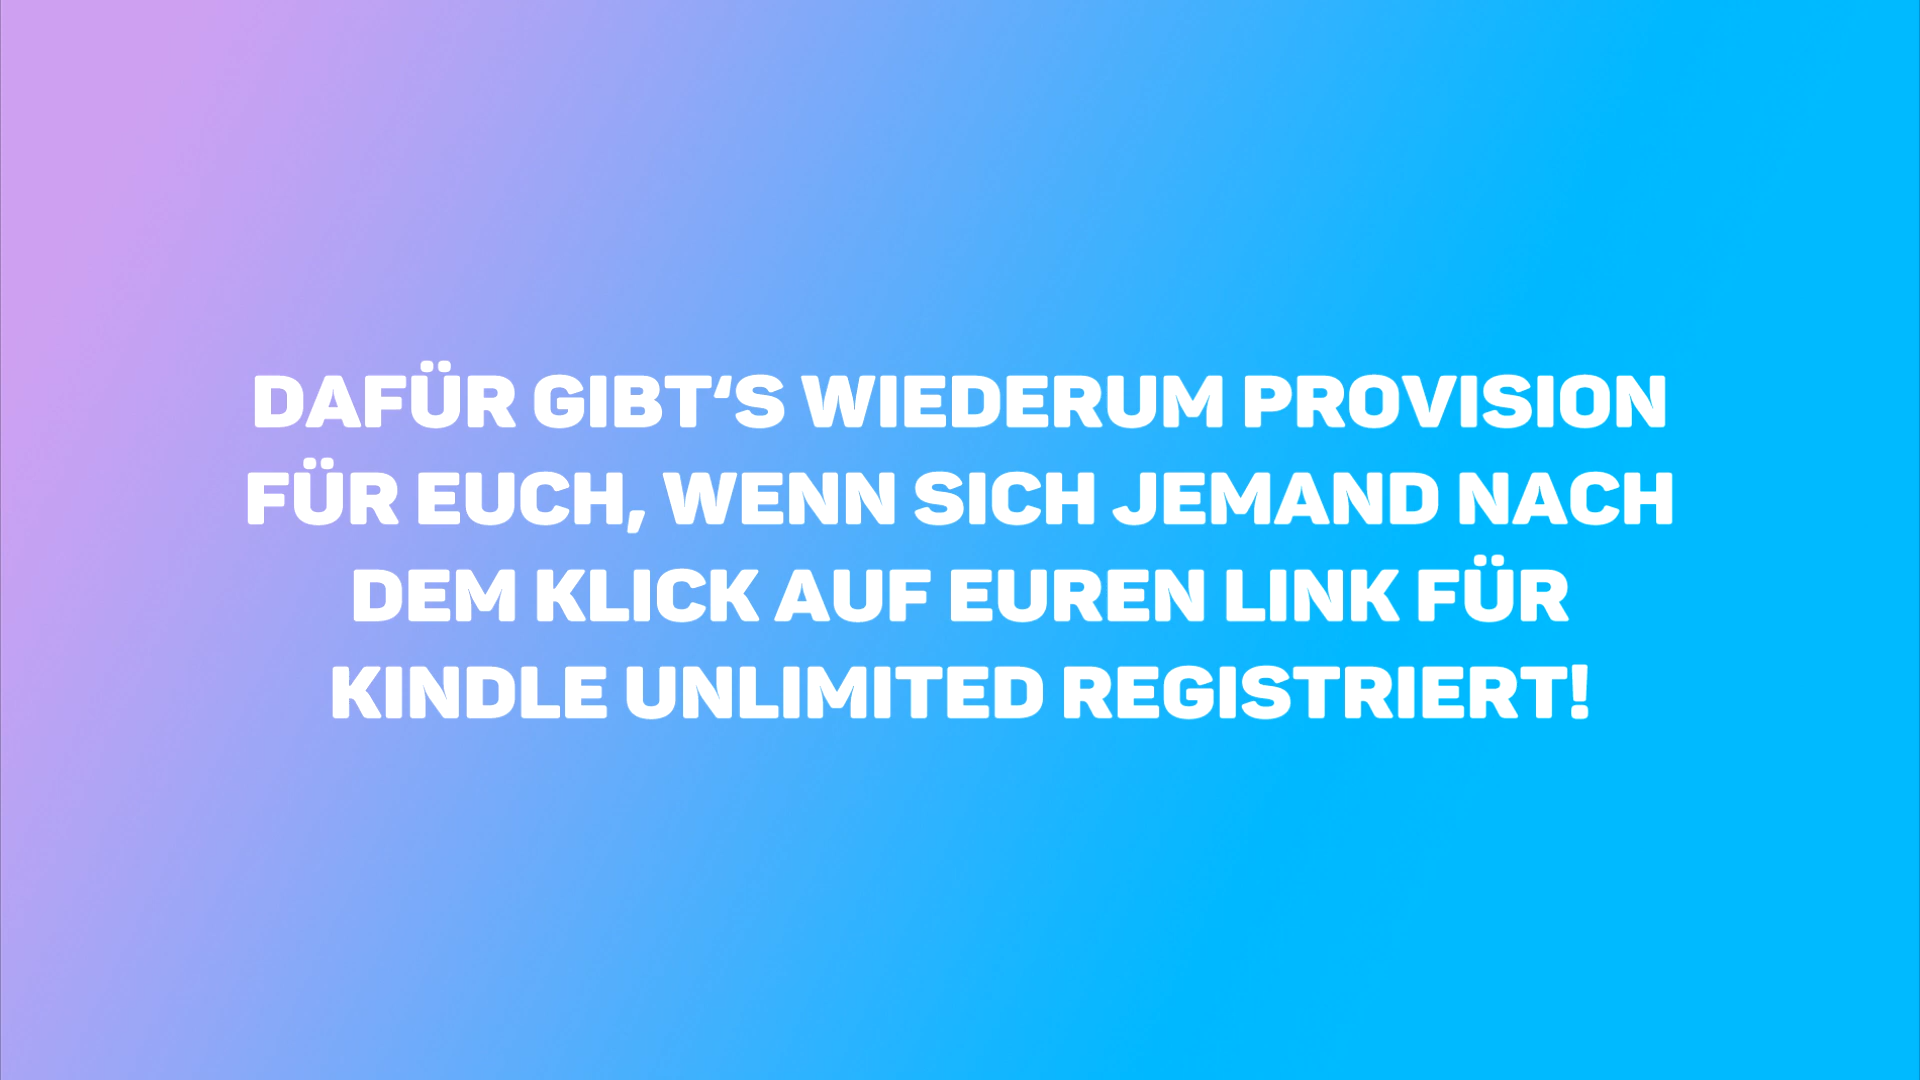 DAFÜR GIBT‘S WIEDERUM PROVISION
FÜR EUCH, WENN SICH JEMAND NACH
DEM KLICK AUF EUREN LINK FÜR
KINDLE UNLIMITED REGISTRIERT!